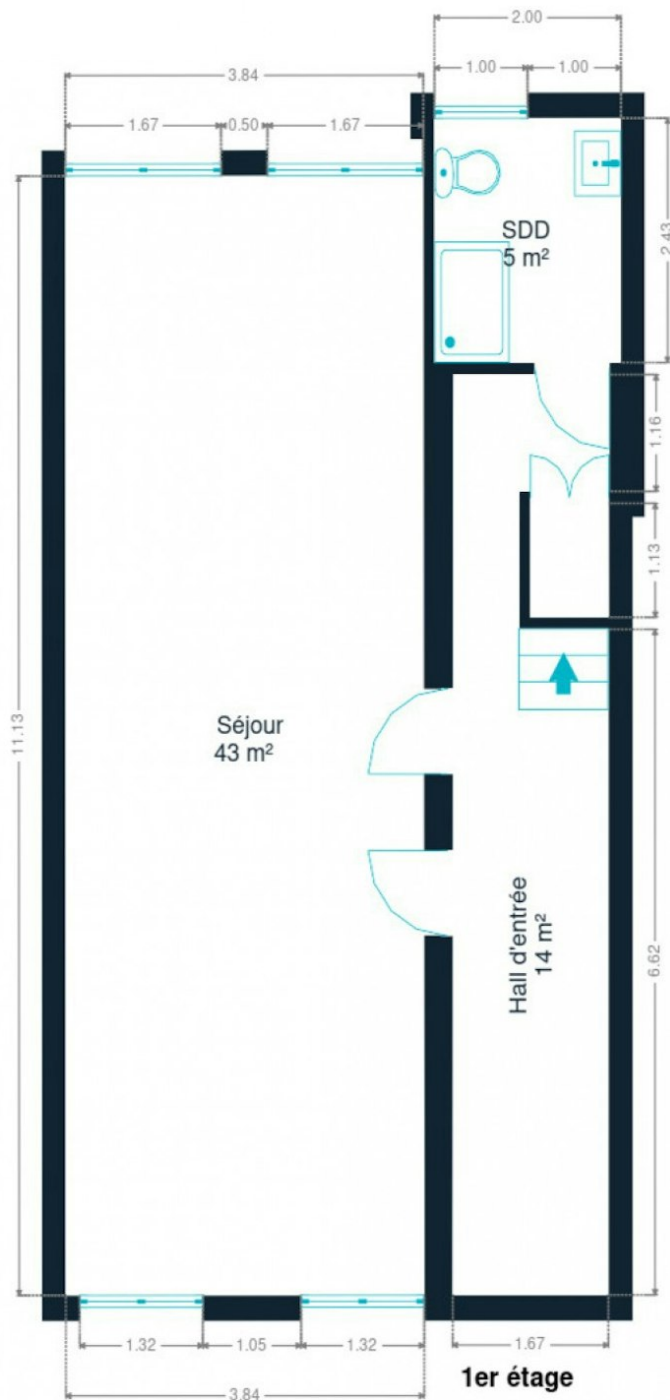 2.00
1.00 1.00
3.84
1.67 0.50 1.67
SDD
5 m²
2.43
1.16
1.13
11.13
Séjour
43 m²
Hall d'entrée
14 m²
6.62
1.32 1.05 1.32
1.67
3.84
1er étage